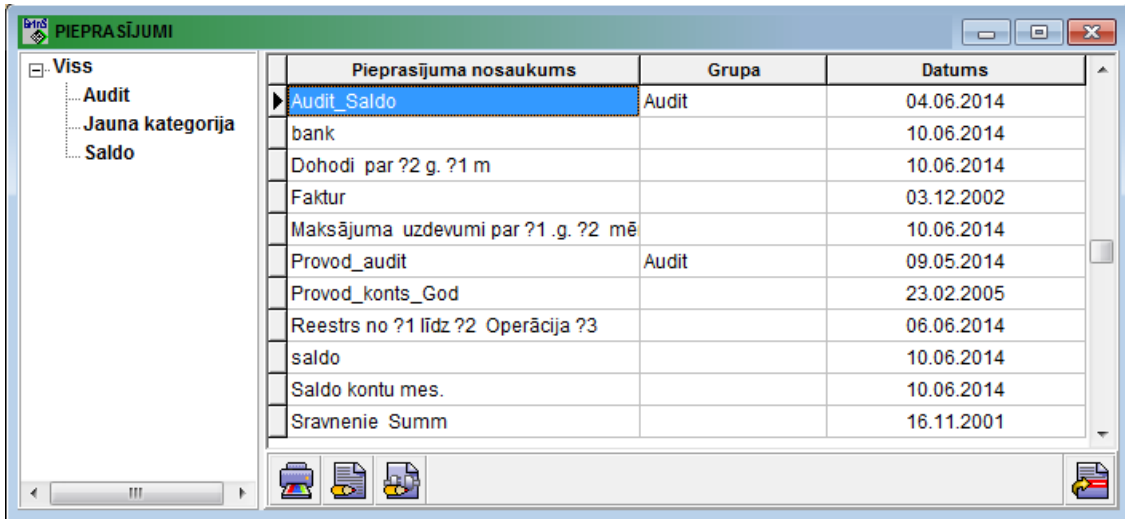 PIEPRASĪJUMI
Viss
Audit
Jauna kategorija
Saldo
Pieprasījuma nosaukums Grupa Datums
Audit_Saldo Audit 04.06.2014
bank 10.06.2014
Dohodi par ?2 g. ?1 m 10.06.2014
Faktur 03.12.2002
Maksājuma uzdevumi par ?1 .g. ?2 mē 10.06.2014
Provod_audit Audit 09.05.2014
Provod_konts_God 23.02.2005
Reestrs no ?1 līdz ?2 Operācija ?3 06.06.2014
saldo 10.06.2014
Saldo kontu mes. 10.06.2014
Sravnenie Summ 16.11.2001